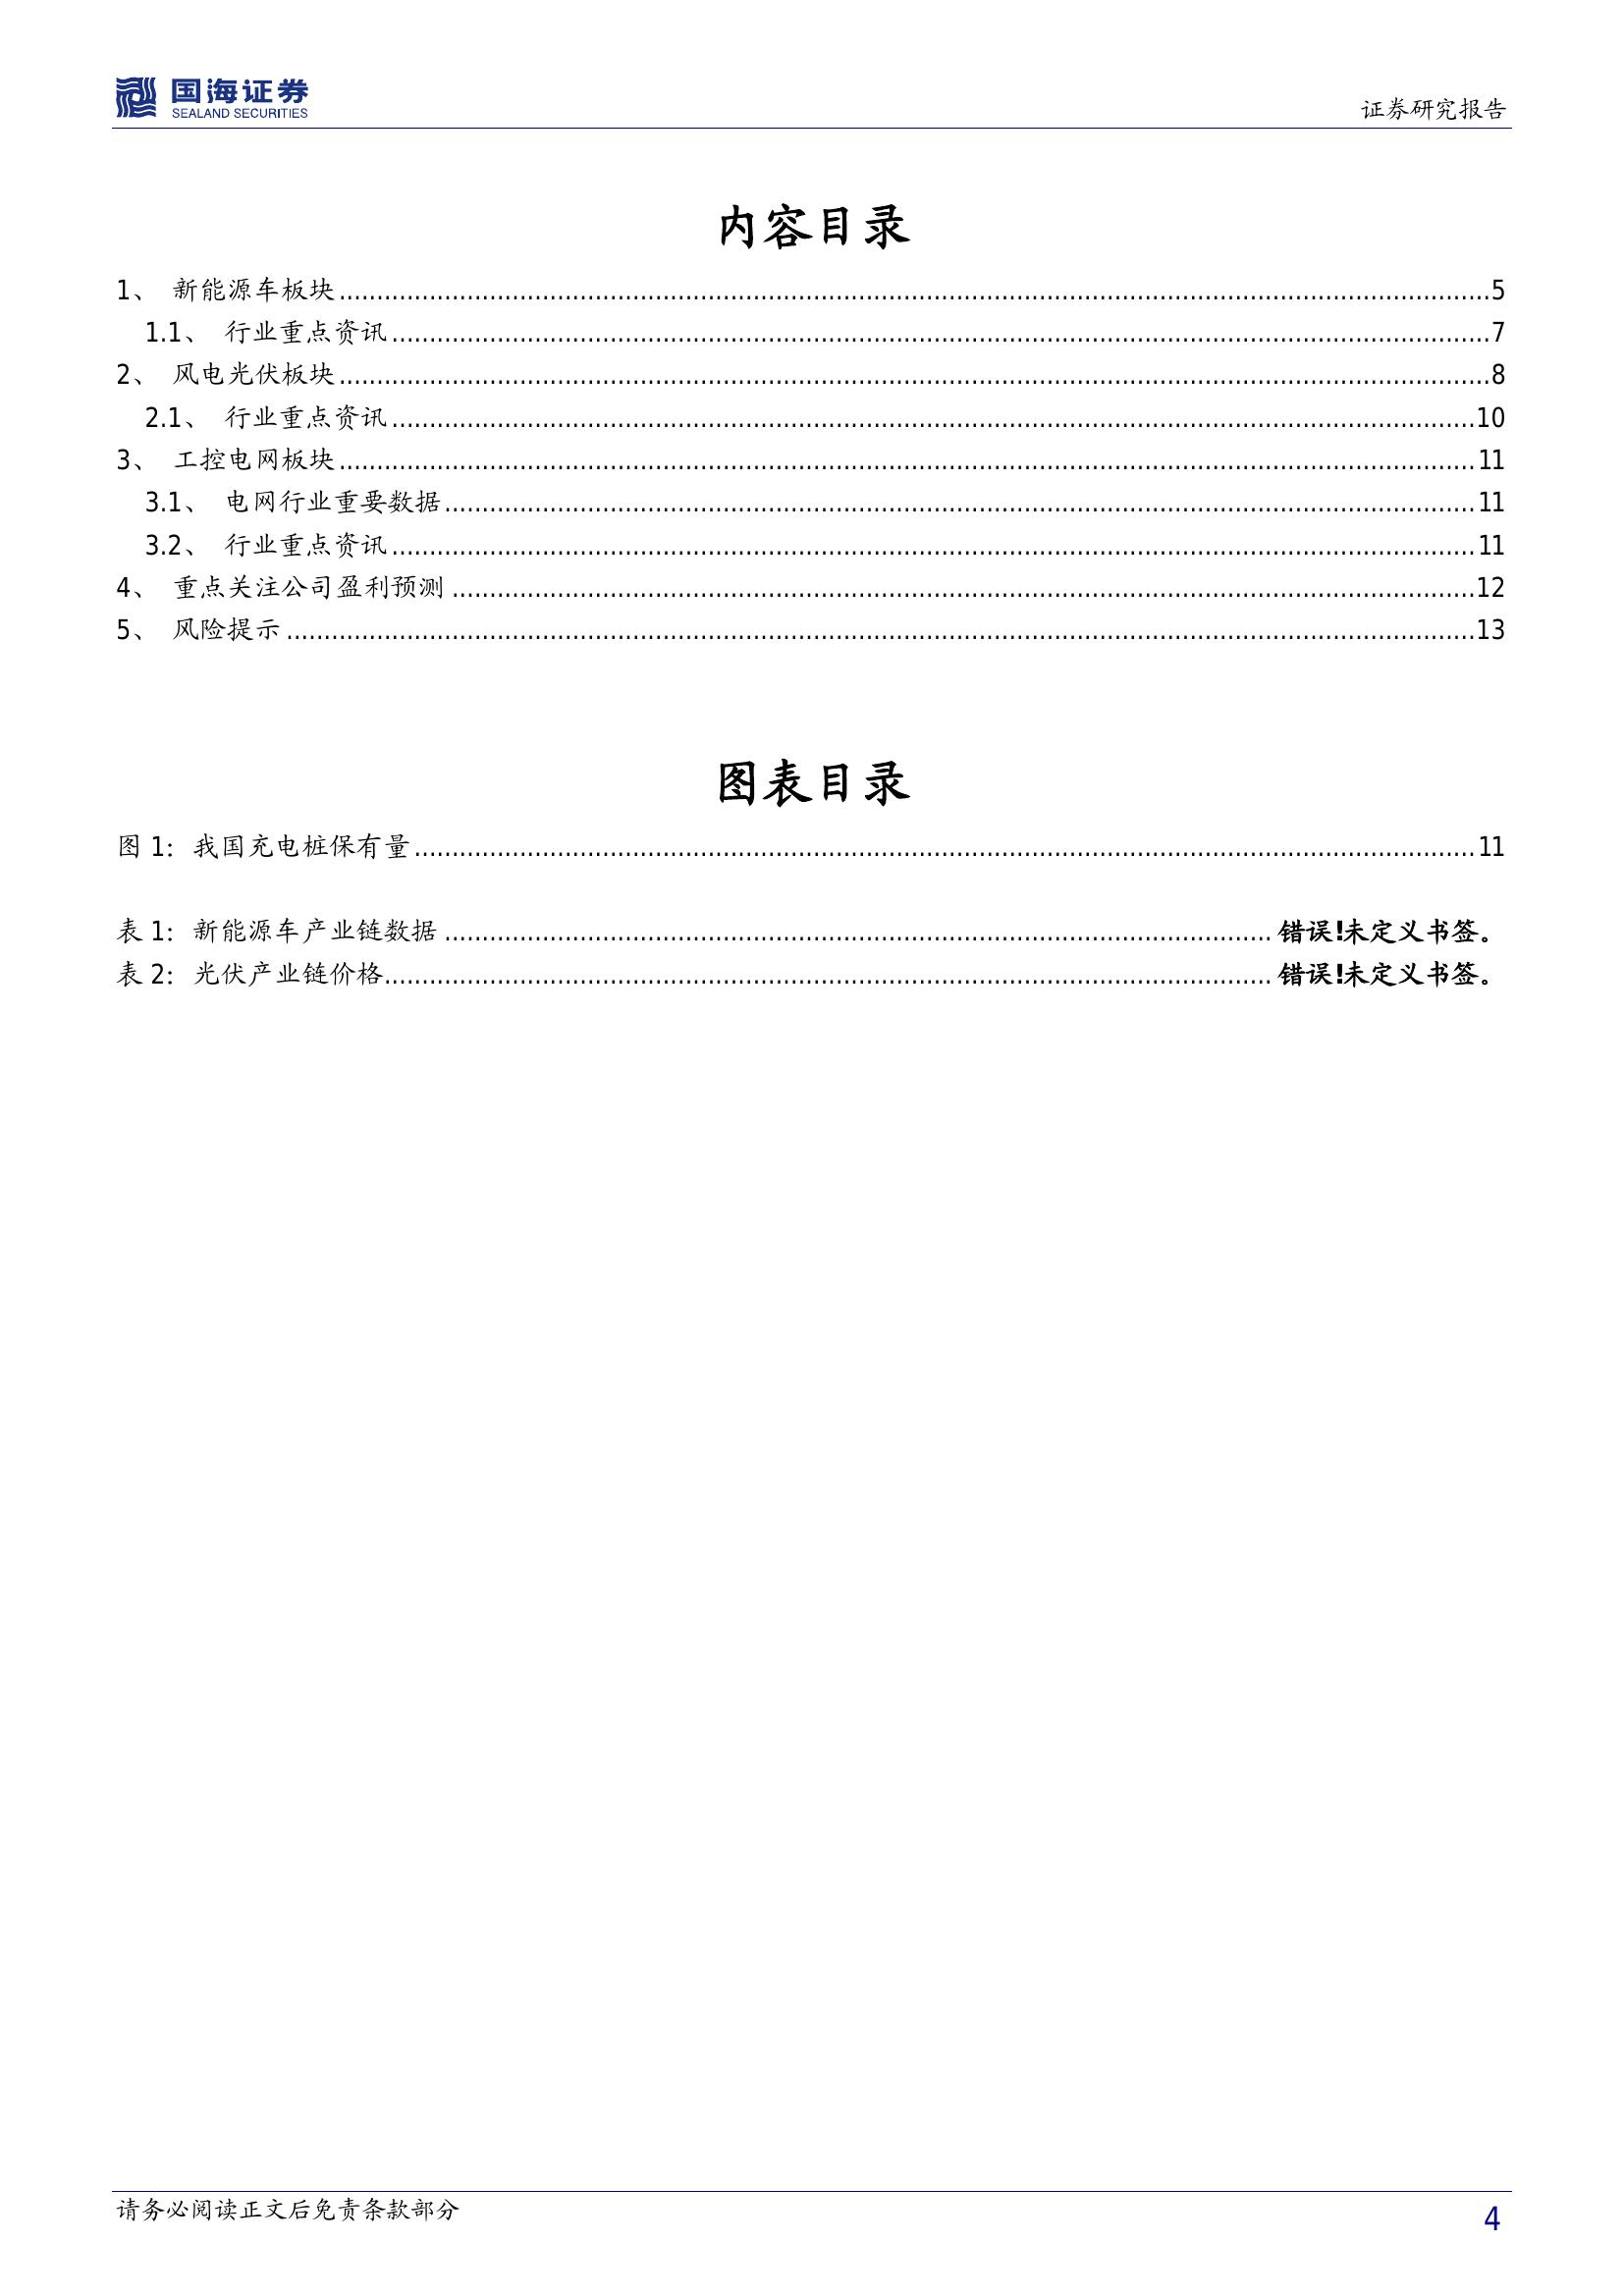 国海证券
SEALAND SECURITIES
证券研究报告
内容目录
1、 新能源车板块........................5
1.1、 行业重点资讯........................7
2、 风电光伏板块........................8
2.1、 行业重点资讯........................10
3、 工控电网板块........................11
3.1、 电网行业重要数据........................11
3.2、 行业重点资讯........................11
4、 重点关注公司盈利预测........................12
5、 风险提示........................13
图表目录
图 1：我国充电桩保有量........................11
表 1：新能源车产业链数据........................错误!未定义书签。
表 2：光伏产业链价格........................错误!未定义书签。
请务必阅读正文后免责条款部分
4